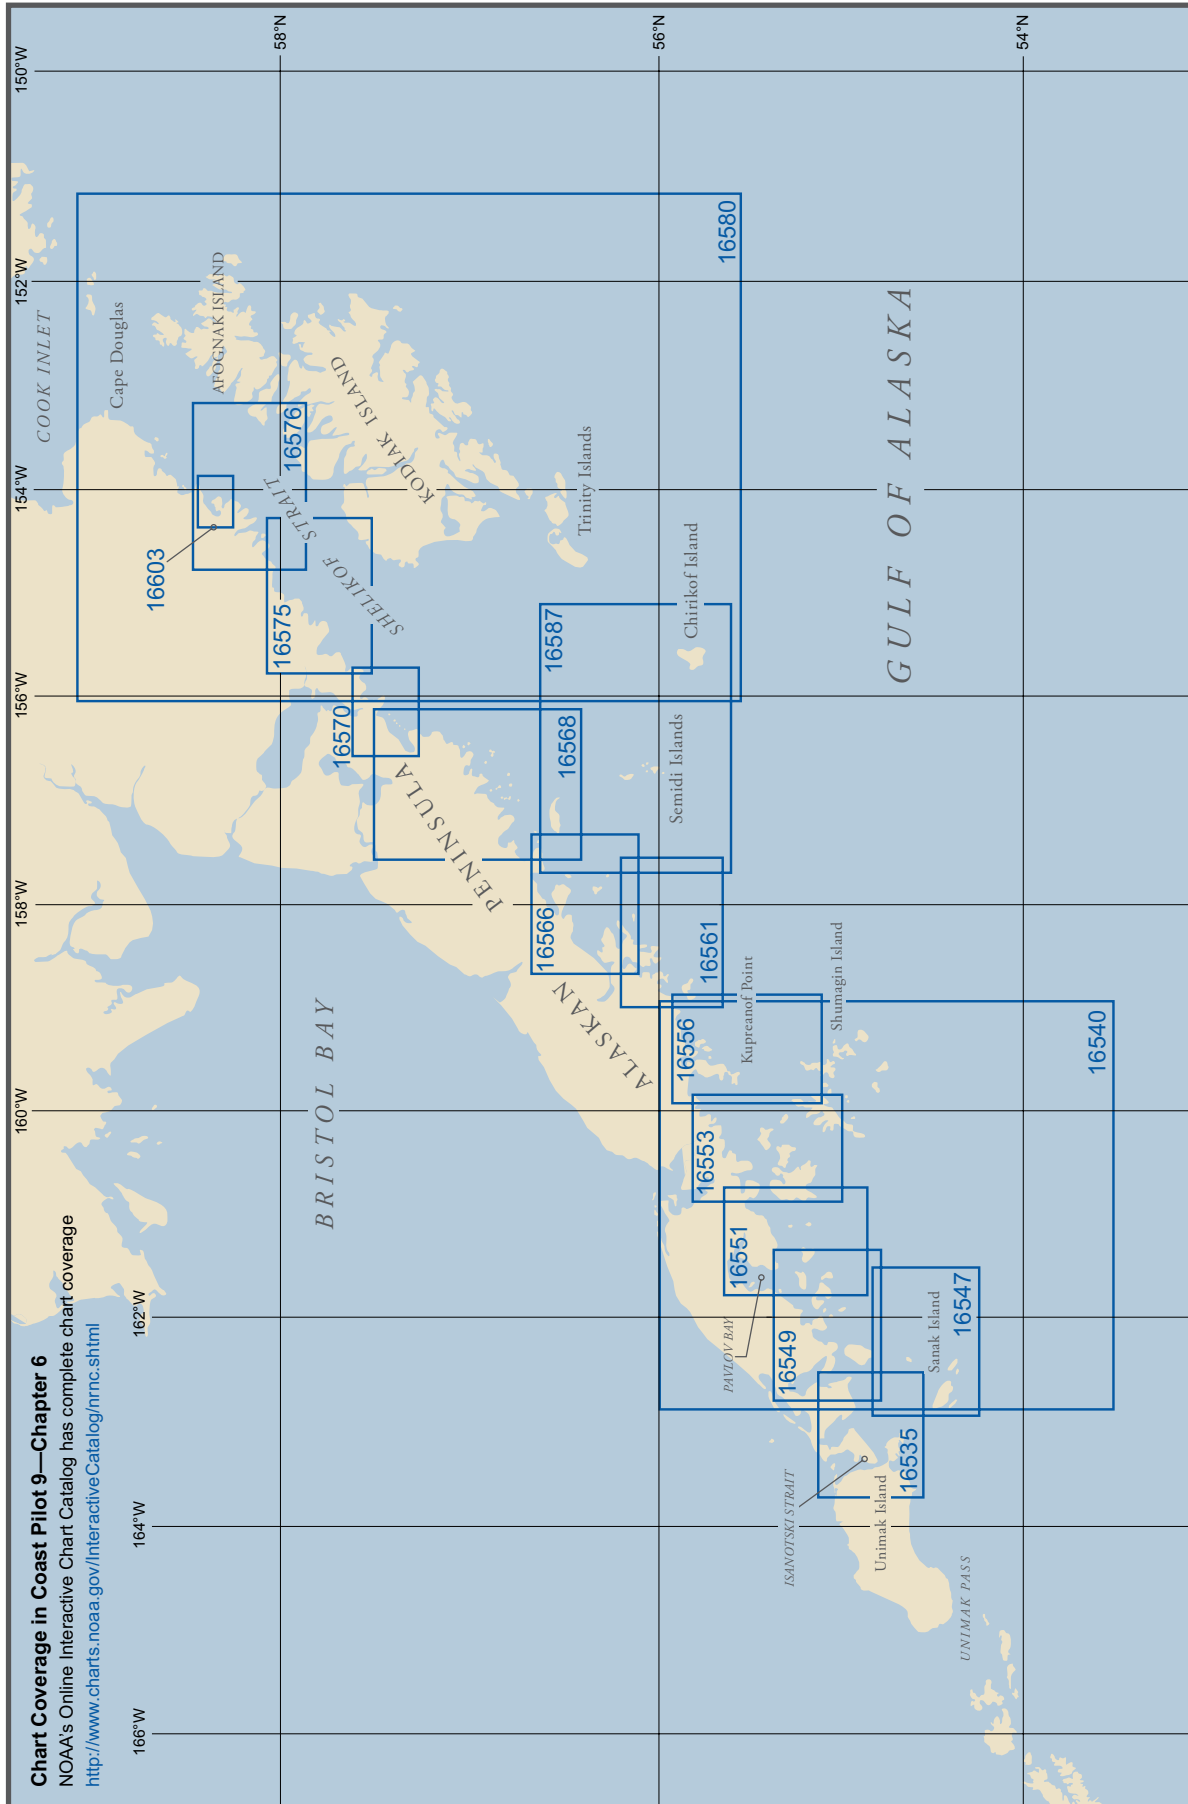 Chart Coverage in Coast Pilot 9—Chapter 6
NOAA's Online Interactive Chart Catalog has complete chart coverage
http://www.charts.noaa.gov/InteractiveCatalog/nrnc.shtml
166°W
164°W
162°W
160°W
158°W
156°W
154°W
152°W
150°W
58°N
56°N
54°N
COOK INLET
Cape Douglas
AFOGNAK ISLAND
KODIAK ISLAND
SHELIKOF STRAIT
Trinity Islands
Chirikof Island
Semidi Islands
GULF OF ALASKA
BRISTOL BAY
ALASKAN
PENINSULA
Kupreanof Point
Shumagin Island
PAVLOV BAY
Sanak Island
ISANOTSKI STRAIT
Unimak Island
UNIMAK PASS
16603
16576
16575
16580
16587
16570
16568
16566
16561
16556
16540
16553
16551
16549
16547
16535